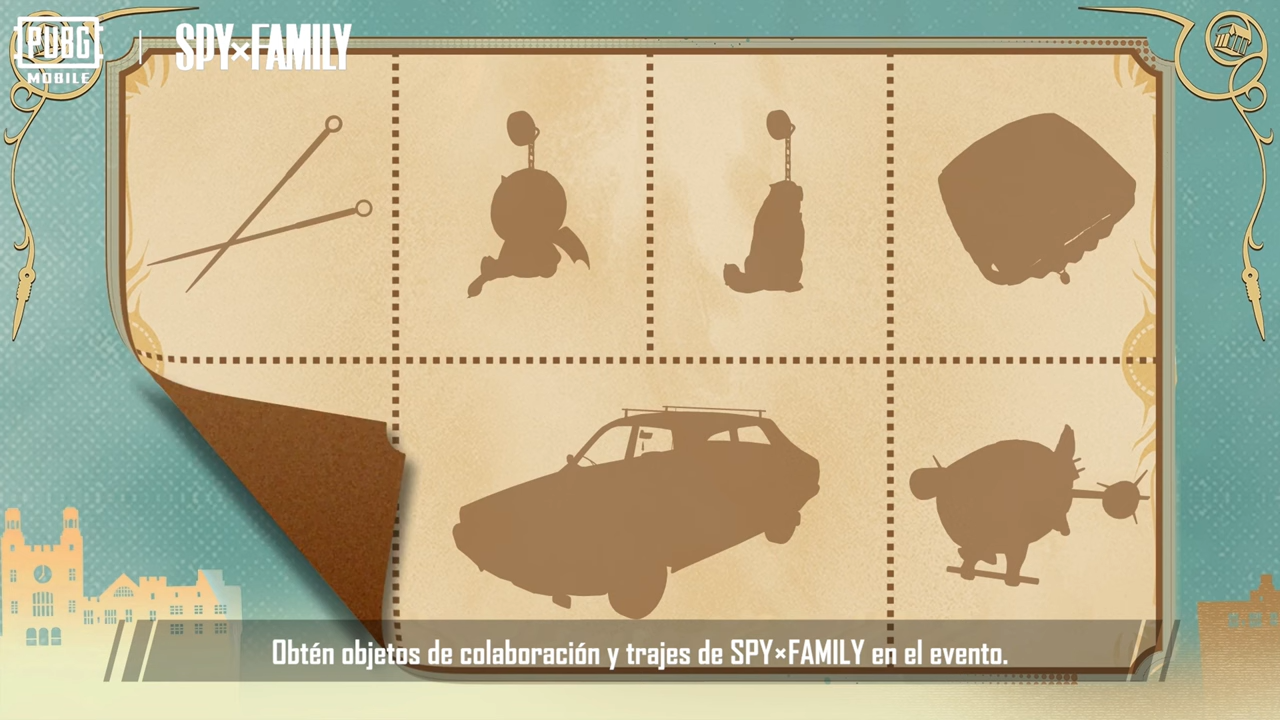 PUBG
MOBILE
SPY×FAMILY
Obtén objetos de colaboración y trajes de SPY×FAMILY en el evento.